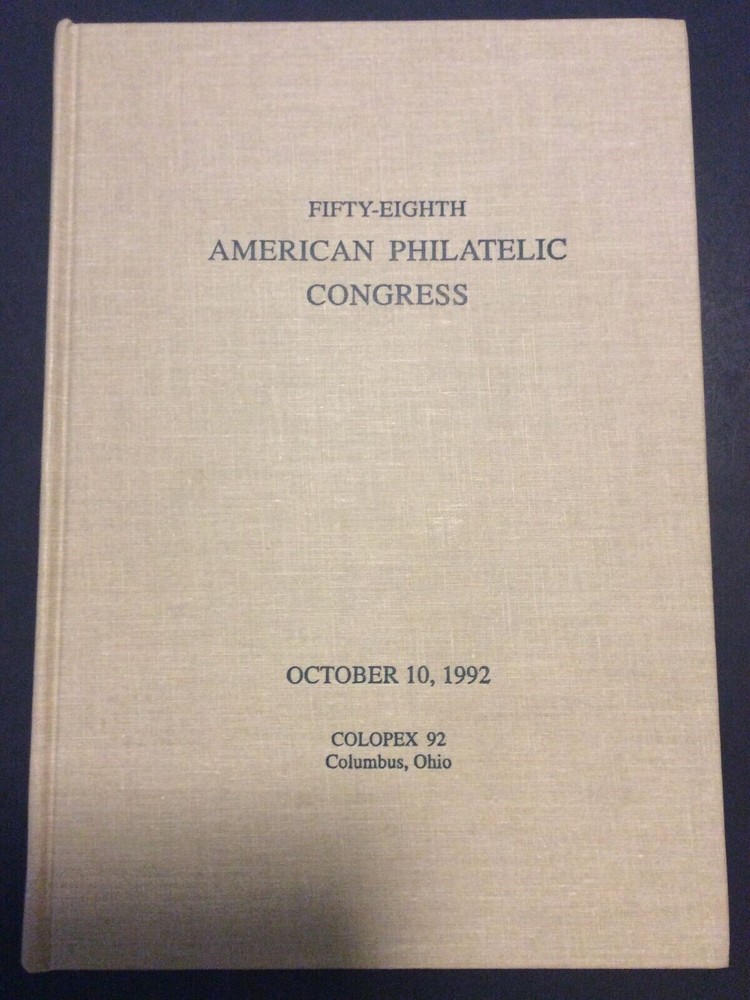 FIFTY-EIGHTH
AMERICAN PHILATELIC
CONGRESS
OCTOBER 10, 1992
COLOPEX 92
Columbus, Ohio